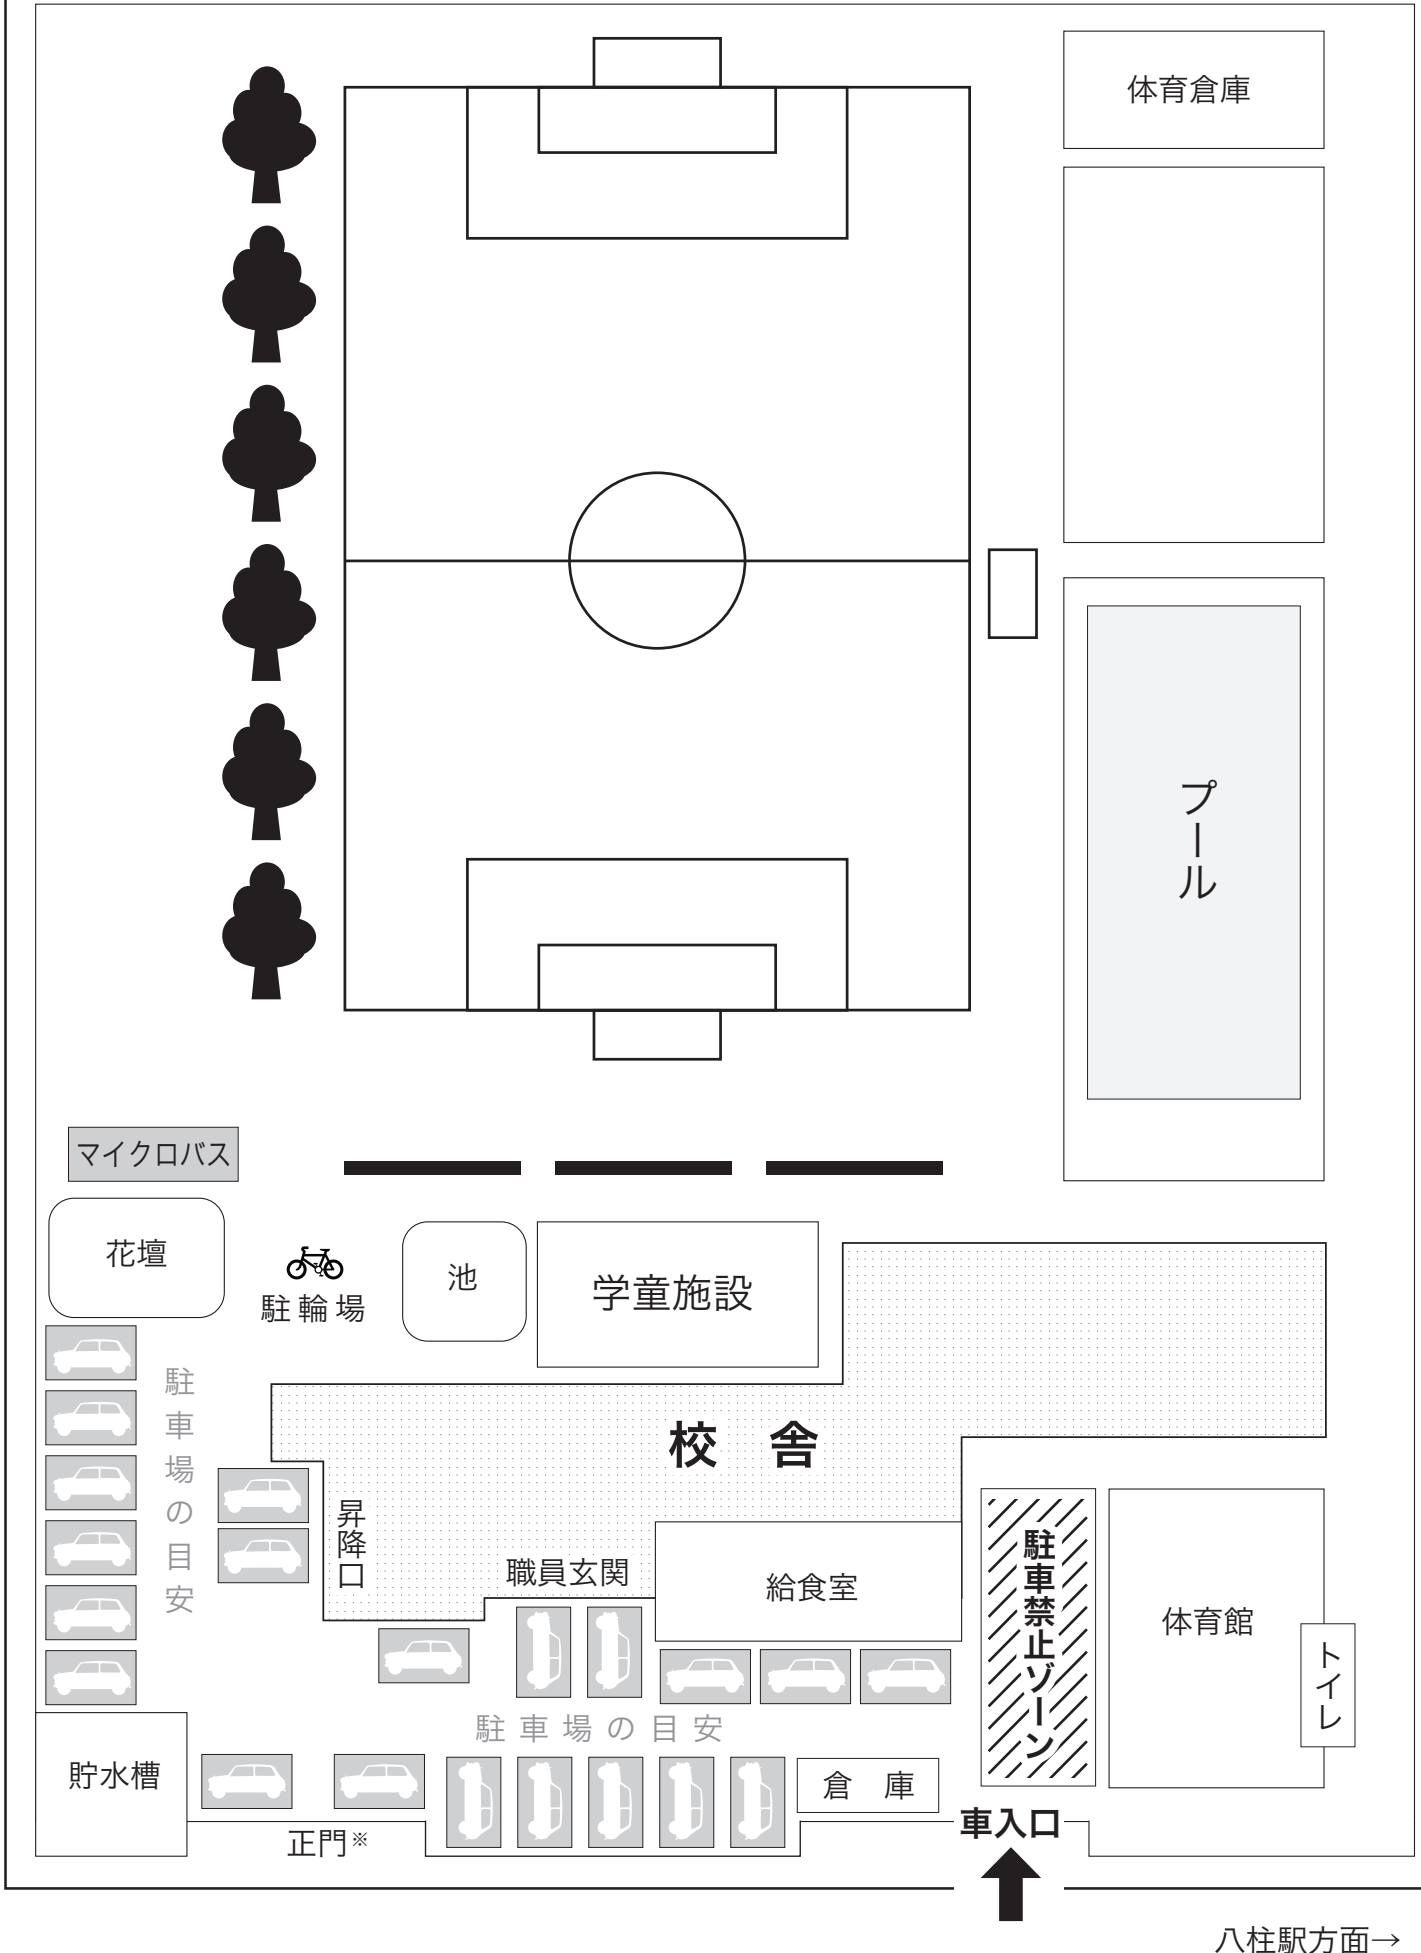 体育倉庫
プール
マイクロバス
花壇
駐輪場
池
学童施設
駐車場の目安
校 舎
昇降口
職員玄関
給食室
駐車禁止ゾーン
体育館
トイレ
駐車場の目安
貯水槽
倉 庫
正門※
車入口
八柱駅方面→